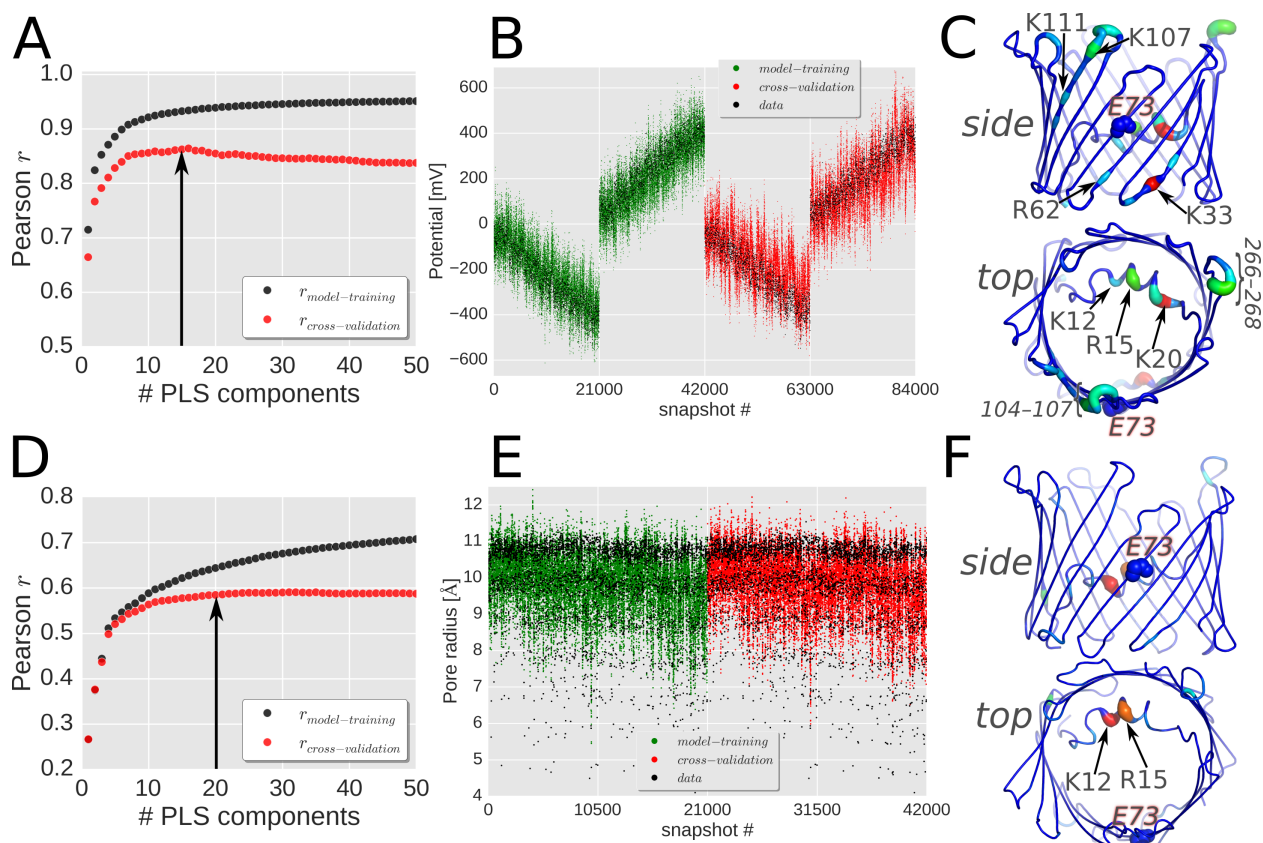 A
1.0
0.9
0.8
0.7
0.6
0.5
Pearson r
r model−training
r cross−validation
0 10 20 30 40 50
# PLS components
B
model−training
cross−validation
data
600
400
200
0
−200
−400
−600
Potential [mV]
0 21000 42000 63000 84000
snapshot #
C
K111
K107
E73
side
R62
K33
top
266–268
K12
R15
K20
104–107
E73
D
0.8
0.7
0.6
0.5
0.4
0.3
0.2
Pearson r
r model−training
r cross−validation
0 10 20 30 40 50
# PLS components
E
12
11
10
9
8
7
6
5
4
Pore radius [Å]
model−training
cross−validation
data
0 10500 21000 31500 42000
snapshot #
F
E73
side
top
K12 R15
E73